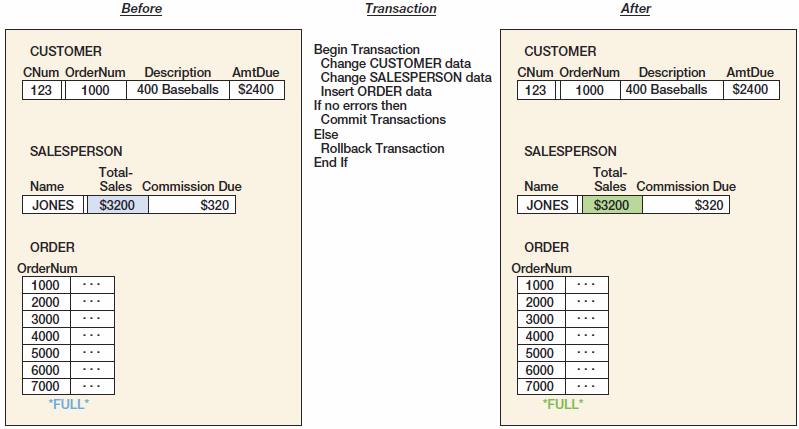 Before
Transaction
After
CUSTOMER
CNum OrderNum Description AmtDue
123 1000 400 Baseballs $2400
SALESPERSON
Total-
Name Sales Commission Due
JONES $3200 $320
ORDER
OrderNum
1000 ...
2000 ...
3000 ...
4000 ...
5000 ...
6000 ...
7000 ...
*FULL*
Begin Transaction
Change CUSTOMER data
Change SALESPERSON data
Insert ORDER data
If no errors then
Commit Transactions
Else
Rollback Transaction
End If
CUSTOMER
CNum OrderNum Description AmtDue
123 1000 400 Baseballs $2400
SALESPERSON
Total-
Name Sales Commission Due
JONES $3200 $320
ORDER
OrderNum
1000 ...
2000 ...
3000 ...
4000 ...
5000 ...
6000 ...
7000 ...
*FULL*